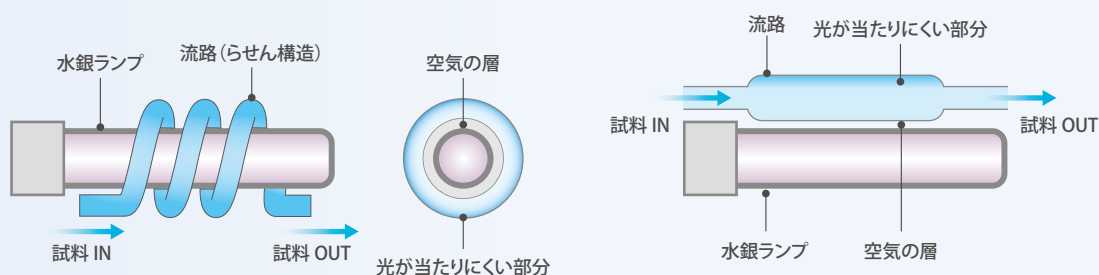 水銀ランプ
流路（らせん構造）
試料 IN
試料 OUT
空気の層
光が当たりにくい部分
流路
光が当たりにくい部分
試料 IN
試料 OUT
水銀ランプ
空気の層